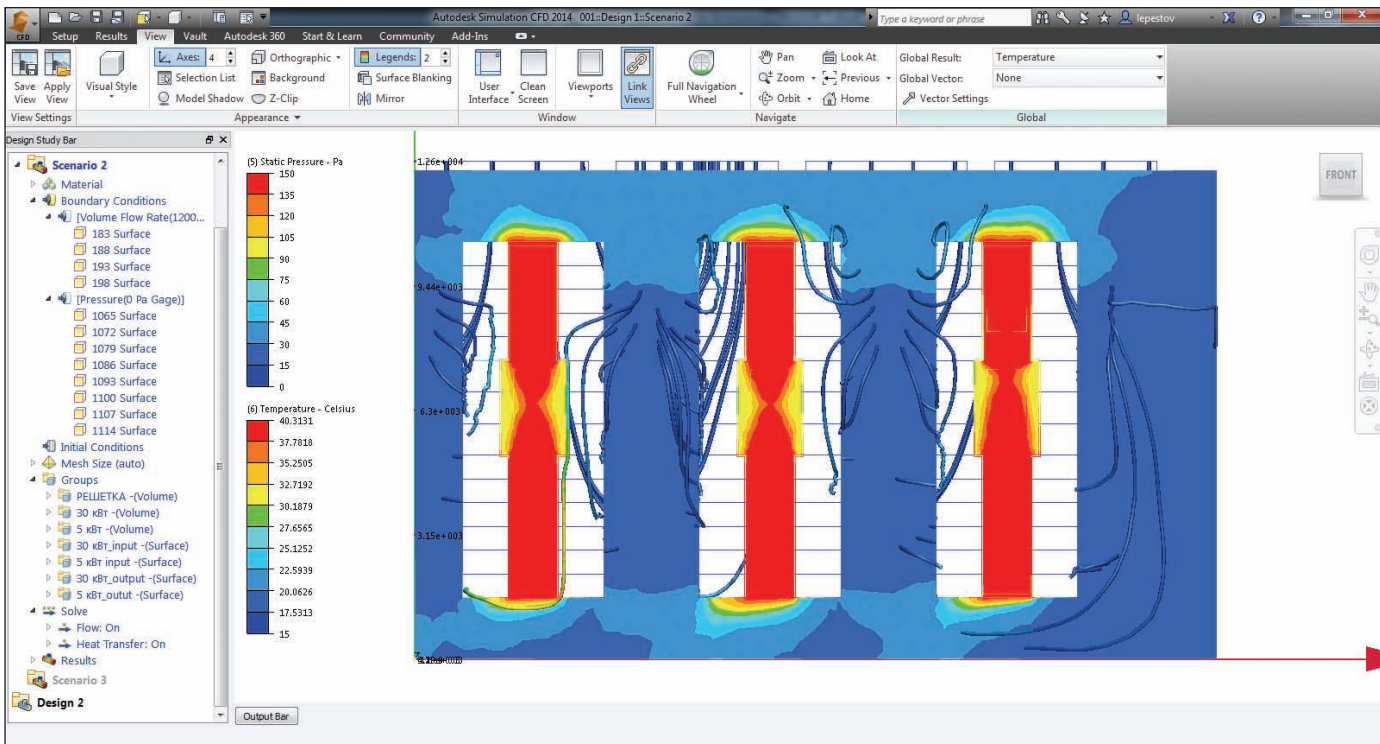 Autodesk Simulation CFD 2014 001::Design 1::Scenario 2
Type a keyword or phrase
lepestov
CFD
Setup Results View Vault Autodesk 360 Start & Learn Community Add-Ins
Save View
Apply View
Visual Style
Axes: 4
Selection List
Model Shadow
Orthographic
Background
Z-Clip
Legends: 2
Surface Blanking
Mirror
User Interface
Clean Screen
Viewports
Link Views
Full Navigation Wheel
Pan
Zoom
Orbit
Look At
Previous
Home
Global Result: Temperature
Global Vector: None
Vector Settings
View Settings Appearance Window Navigate Global
Design Study Bar
Scenario 2
Material
Boundary Conditions
[Volume Flow Rate(1200...
183 Surface
188 Surface
193 Surface
198 Surface
[Pressure(0 Pa Gage)]
1065 Surface
1072 Surface
1079 Surface
1086 Surface
1093 Surface
1100 Surface
1107 Surface
1114 Surface
Initial Conditions
Mesh Size (auto)
Groups
РЕШЕТКА -(Volume)
30 кВт -(Volume)
5 кВт -(Volume)
30 кВт_input -(Surface)
5 кВт input -(Surface)
30 кВт_output -(Surface)
5 кВт_outut -(Surface)
Solve
Flow: On
Heat Transfer: On
Results
Scenario 3
Design 2
(5) Static Pressure - Pa
150
135
120
105
90
75
60
45
30
15
0
(6) Temperature - Celsius
40.3131
37.7818
35.2505
32.7192
30.1879
27.6565
25.1252
22.5939
20.0626
17.5313
15
1.26e+004
9.44e+003
6.3e+003
3.15e+003
FRONT
Output Bar